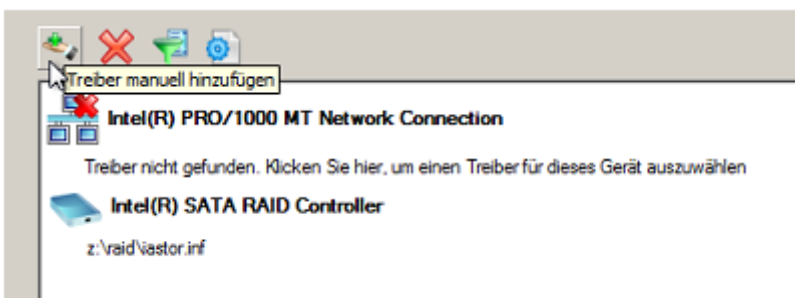 Treiber manuell hinzufügen
Intel(R) PRO/1000 MT Network Connection
Treiber nicht gefunden. Klicken Sie hier, um einen Treiber für dieses Gerät auszuwählen
Intel(R) SATA RAID Controller
z:\raid\iastor.inf